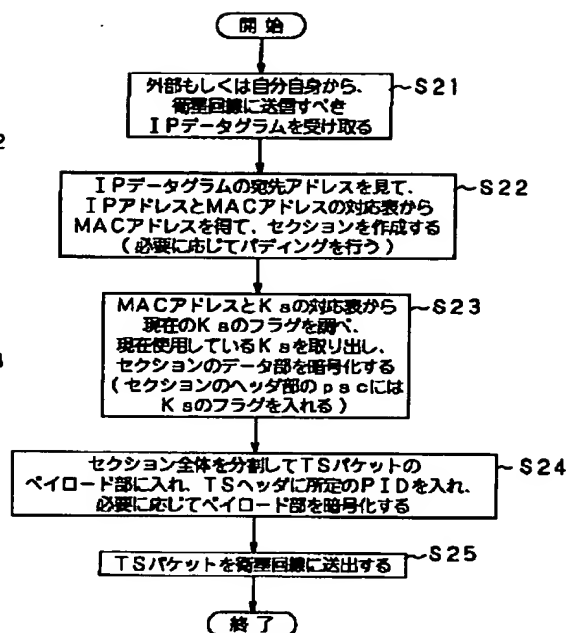 開始
外部もしくは自分自身から、
衛星回線に送信すべき
IPデータグラムを受け取る
~S21
2
IPデータグラムの宛先アドレスを見て、
IPアドレスとMACアドレスの対応表から
MACアドレスを得て、セクションを作成する
(必要に応じてパディングを行う)
~S22
MACアドレスとKsの対応表から
現在のKsのフラグを調べ、
現在使用しているKsを取り出し、
セクションのデータ部を暗号化する
(セクションのヘッダ部のpscには
Ksのフラグを入れる)
~S23
セクション全体を分割してTSパケットの
ペイロード部に入れ、TSヘッダに所定のPIDを入れ、
必要に応じてペイロード部を暗号化する
~S24
TSパケットを衛星回線に送出する
~S25
終了